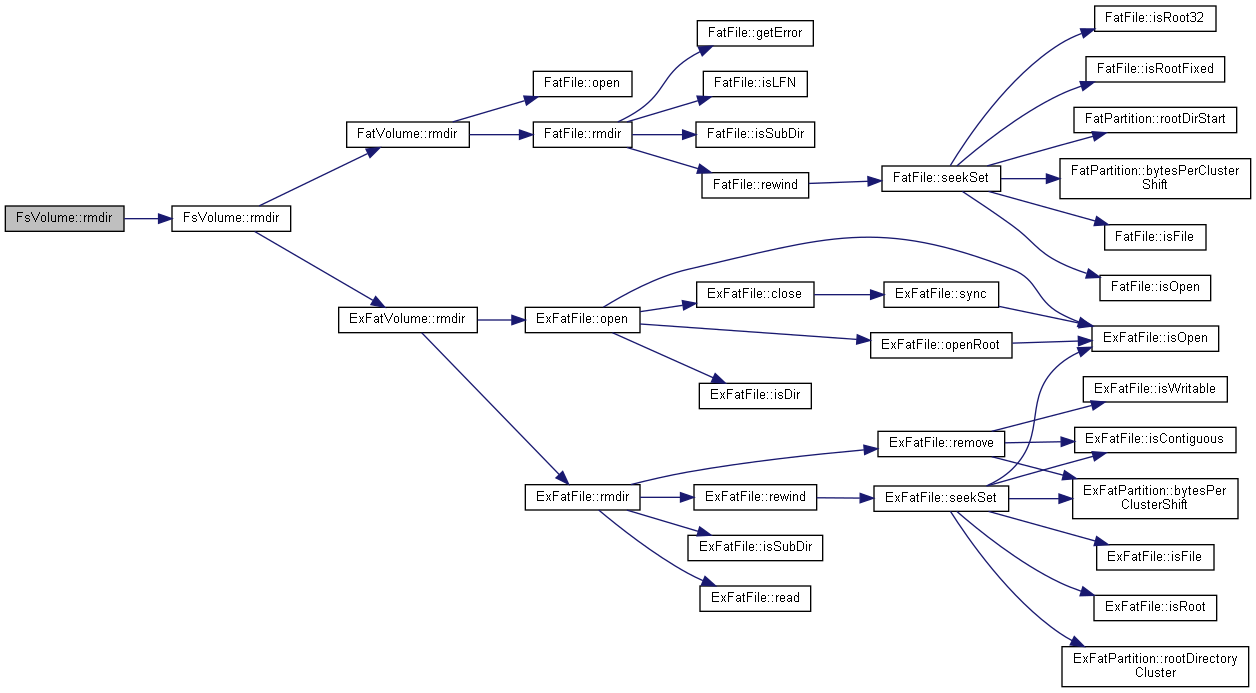 FsVolume::rmdir
FsVolume::rmdir
FatVolume::rmdir
FatFile::open
FatFile::rmdir
FatFile::getError
FatFile::isLFN
FatFile::isSubDir
FatFile::rewind
FatFile::seekSet
FatFile::isRoot32
FatFile::isRootFixed
FatPartition::rootDirStart
FatPartition::bytesPerCluster
Shift
FatFile::isFile
FatFile::isOpen
ExFatVolume::rmdir
ExFatFile::open
ExFatFile::close
ExFatFile::sync
ExFatFile::openRoot
ExFatFile::isOpen
ExFatFile::isDir
ExFatFile::rmdir
ExFatFile::remove
ExFatFile::isWritable
ExFatFile::isContiguous
ExFatPartition::bytesPer
ClusterShift
ExFatFile::rewind
ExFatFile::seekSet
ExFatFile::isSubDir
ExFatFile::read
ExFatFile::isFile
ExFatFile::isRoot
ExFatPartition::rootDirectory
Cluster